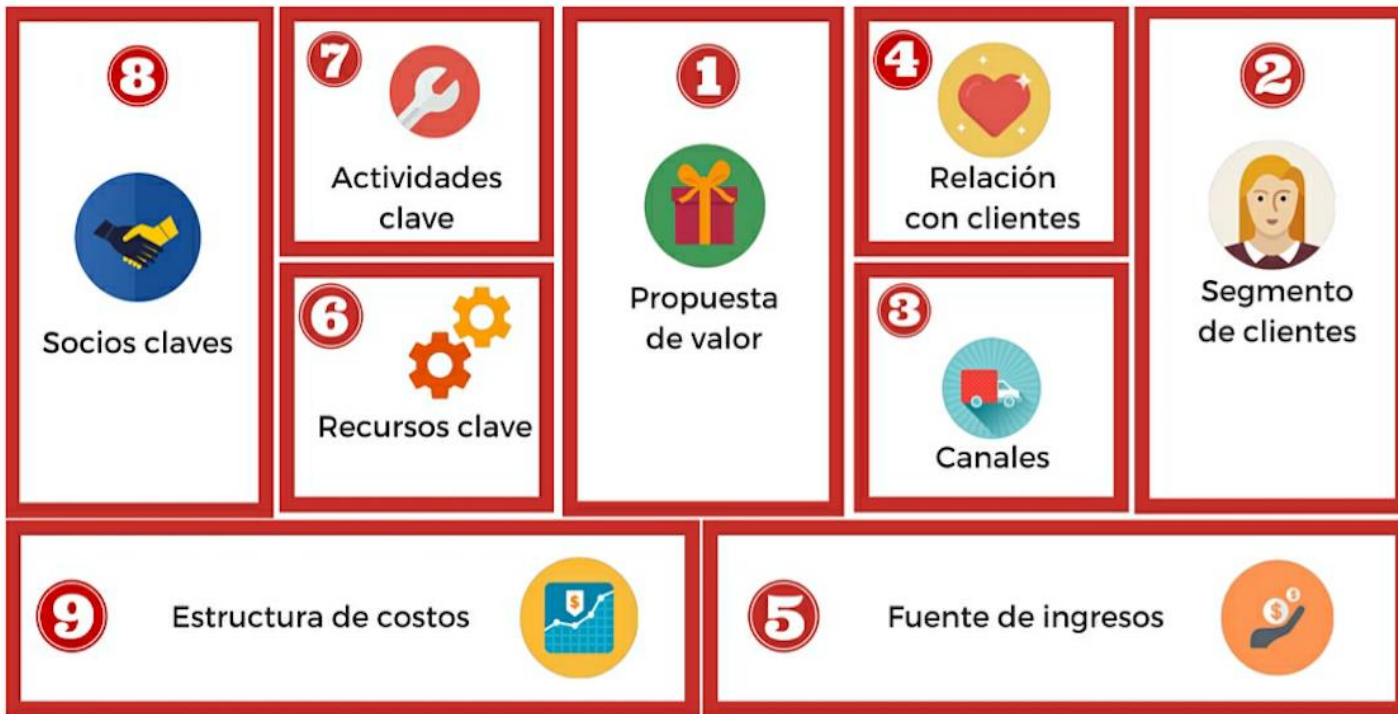 8
Socios claves
7
Actividades
clave
6
Recursos clave
1
Propuesta
de valor
4
Relación
con clientes
3
Canales
2
Segmento
de clientes
9
Estructura de costos
$
5
Fuente de ingresos
$
$